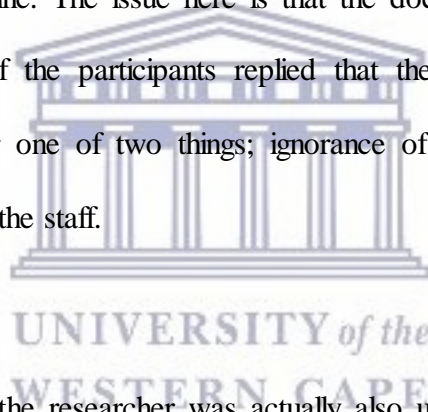 The issue here is that the doc
f the participants replied that the
one of two things; ignorance of
the staff.
UNIVERSITY of the
WESTERN CAPE
the researcher was actually also u